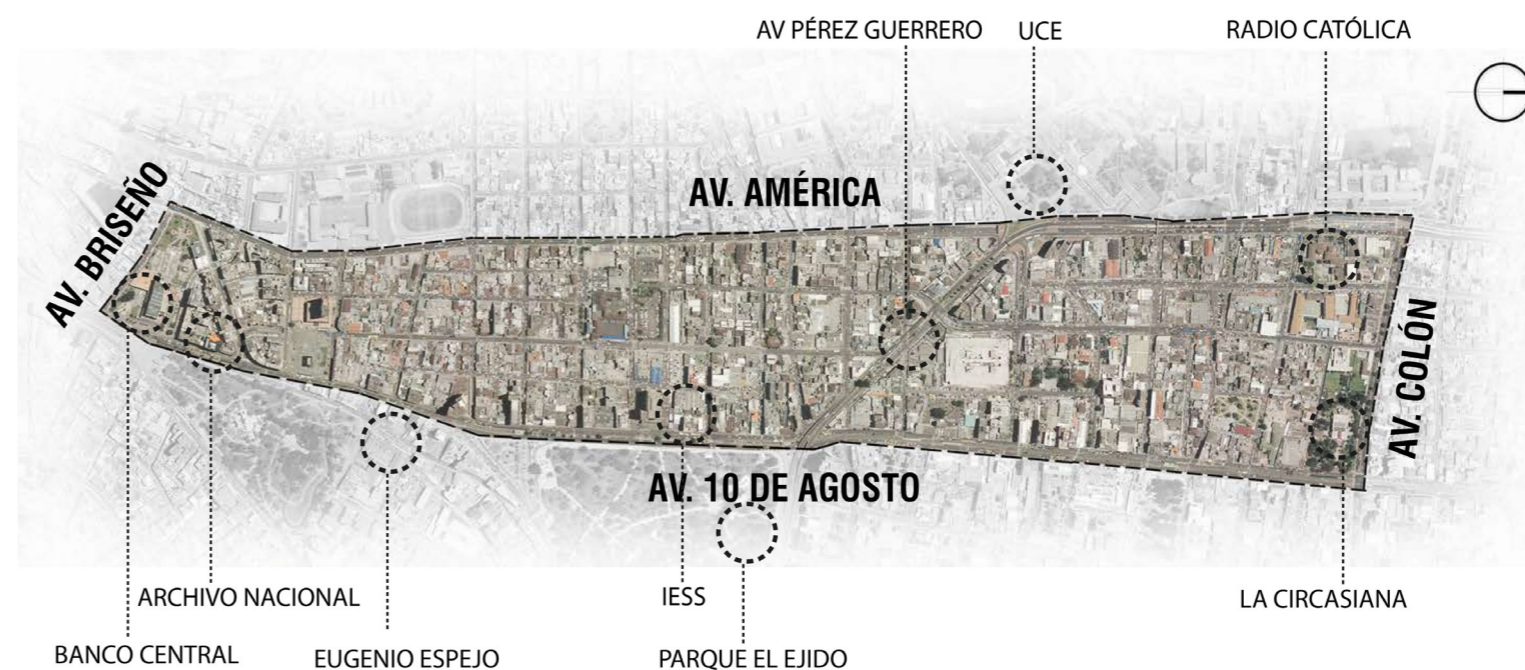 AV PÉREZ GUERRERO
UCE
RADIO CATÓLICA
AV. BRISEÑO
AV. AMÉRICA
AV. COLÓN
AV. 10 DE AGOSTO
ARCHIVO NACIONAL
IESS
LA CIRCASIANA
BANCO CENTRAL
EUGENIO ESPEJO
PARQUE EL EJIDO